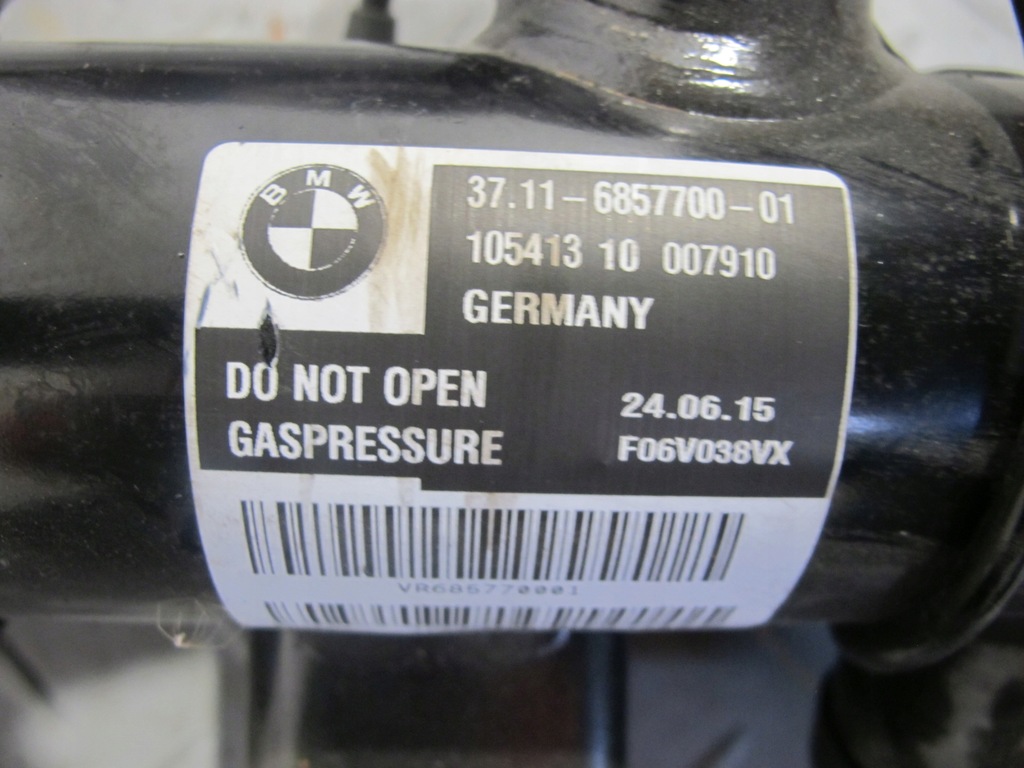 BMW
37.11-6857700-01
105413 10 007910
GERMANY
DO NOT OPEN
24.06.15
GASPRESSURE
F06V038VX
VR685770001